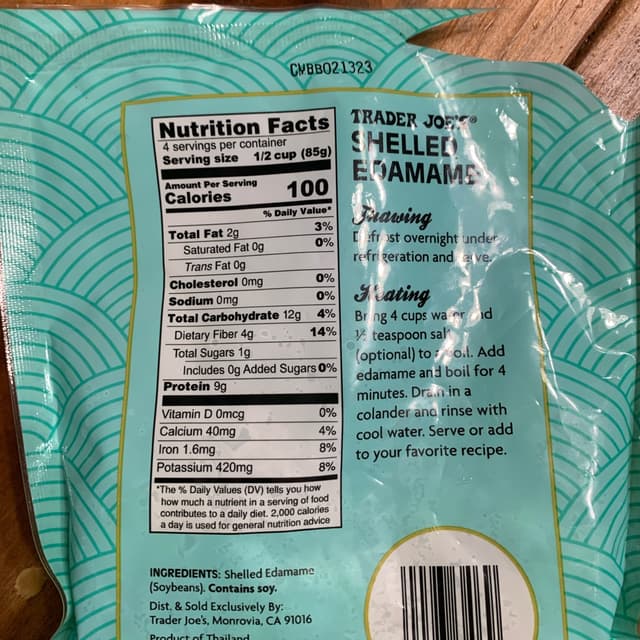 CWBB021323
Nutrition Facts
4 servings per container
Serving size 1/2 cup (85g)
Amount Per Serving
Calories 100
% Daily Value*
Total Fat 2g 3%
Saturated Fat 0g 0%
Trans Fat 0g
Cholesterol 0mg 0%
Sodium 0mg 0%
Total Carbohydrate 12g 4%
Dietary Fiber 4g 14%
Total Sugars 1g
Includes 0g Added Sugars 0%
Protein 9g
Vitamin D 0mcg 0%
Calcium 40mg 4%
Iron 1.6mg 8%
Potassium 420mg 8%
*The % Daily Values (DV) tells you how
how much a nutrient in a serving of food
contributes to a daily diet. 2,000 calories
a day is used for general nutrition advice
TRADER JOE'S®
SHELLED
EDAMAME
Thawing
Defrost overnight under
refrigeration and serve.
Heating
Bring 4 cups water and
teaspoon salt
(optional) to a boil. Add
edamame and boil for 4
minutes. Drain in a
colander and rinse with
cool water. Serve or add
to your favorite recipe.
INGREDIENTS: Shelled Edamame
(Soybeans). Contains soy.
Dist. & Sold Exclusively By:
Trader Joe's, Monrovia, CA 91016
Product of Thailand